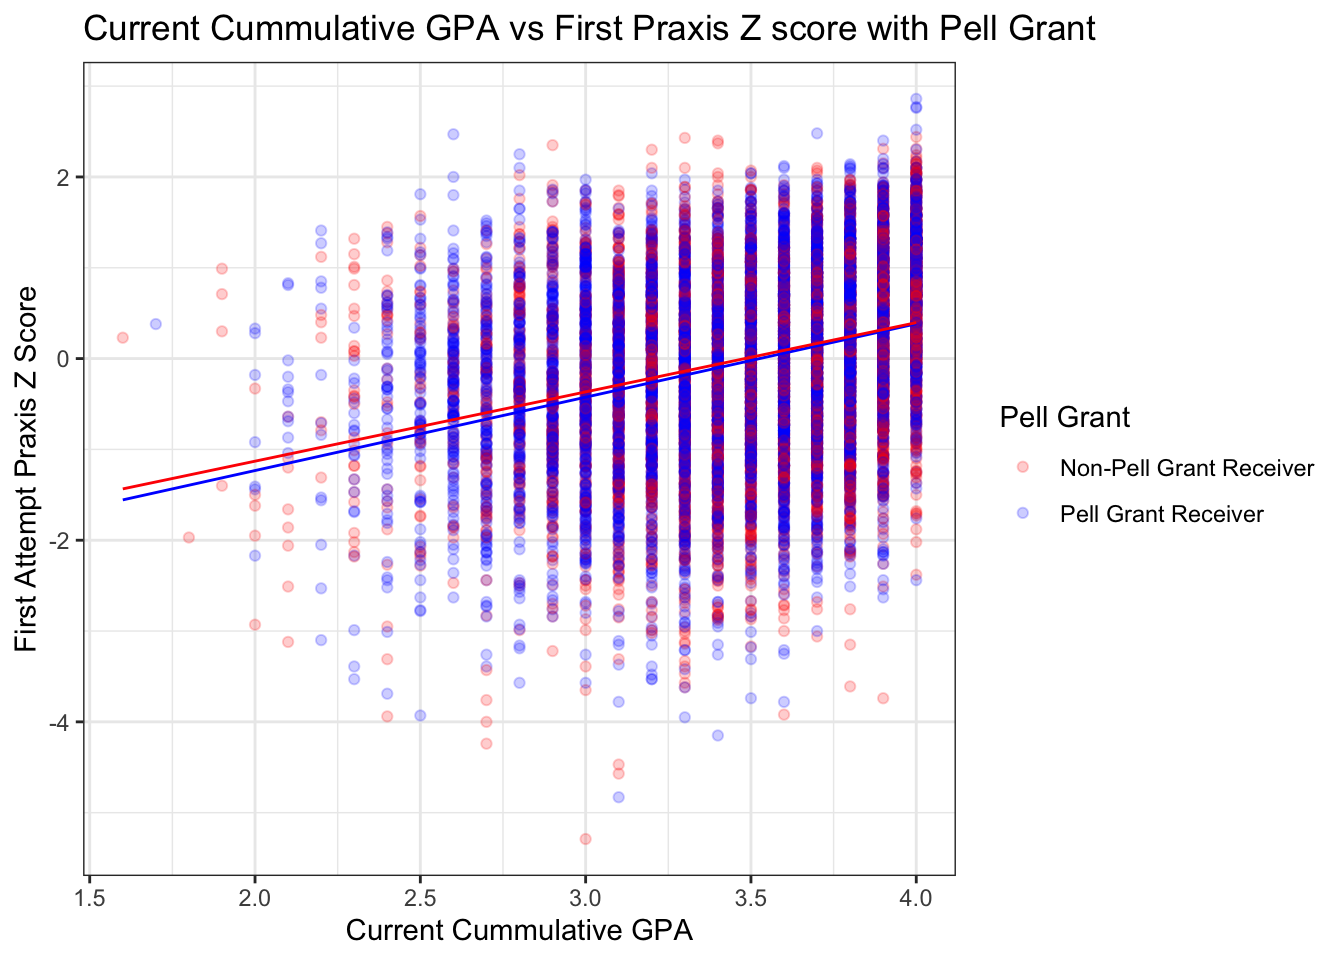 Current Cummulative GPA vs First Praxis Z score with Pell Grant
First Attempt Praxis Z Score
2
0
-2
-4
1.5 2.0 2.5 3.0 3.5 4.0
Current Cummulative GPA
Pell Grant
Non-Pell Grant Receiver
Pell Grant Receiver